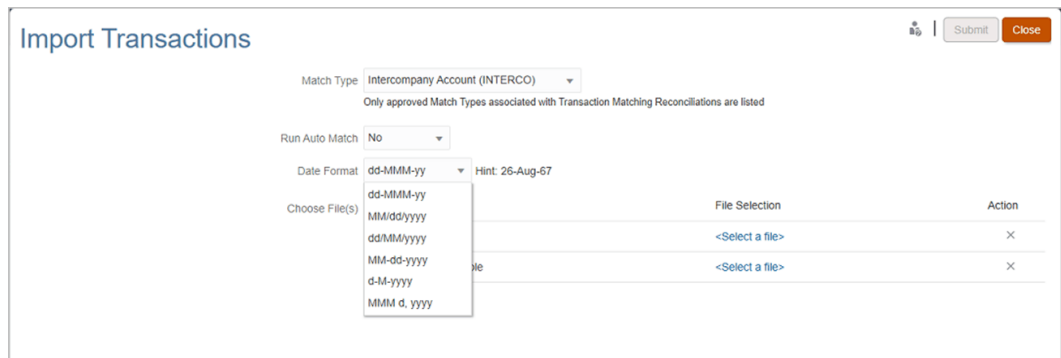 Import Transactions
Submit
Close
Match Type Intercompany Account (INTERCO)
Only approved Match Types associated with Transaction Matching Reconciliations are listed
Run Auto Match No
Date Format dd-MMM-yy Hint: 26-Aug-67
dd-MMM-yy
MM/dd/yyyy
dd/MM/yyyy
MM-dd-yyyy
d-M-yyyy
MMM d, yyyy
Choose File(s)
File Selection Action
<Select a file>
<Select a file>